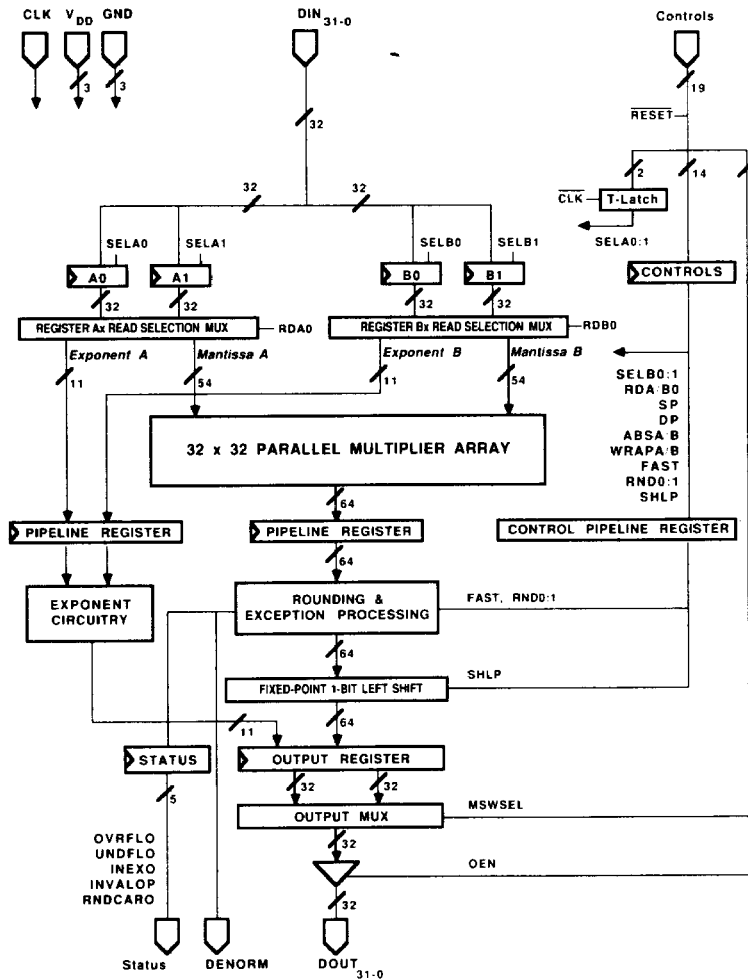 CLK VDD GND DIN31-0 Controls
3 3 19
32 RESET
2 14
32 32
CLK T-Latch
SELA0 SELA1 SELB0 SELB1 SELA0:1
A0 A1 B0 B1 CONTROLS
32 32 32 32
REGISTER Ax READ SELECTION MUX RDA0 REGISTER Bx READ SELECTION MUX RDB0
Exponent A Mantissa A Exponent B Mantissa B
11 54 11 54
SELB0:1
RDA/B0
SP
DP
ABSA/B
WRAPA/B
FAST
RND0:1
SHLP
32 x 32 PARALLEL MULTIPLIER ARRAY
64
PIPELINE REGISTER PIPELINE REGISTER CONTROL PIPELINE REGISTER
64
EXPONENT CIRCUITRY
ROUNDING & EXCEPTION PROCESSING
FAST, RND0:1
64
FIXED-POINT 1-BIT LEFT SHIFT SHLP
11 64
STATUS OUTPUT REGISTER
5 32 32
OUTPUT MUX MSWSEL
32
OVRFLO
UNDFLO
INEXO
INVALOP
RNDCARO
OEN
32
Status DENORM DOUT31-0